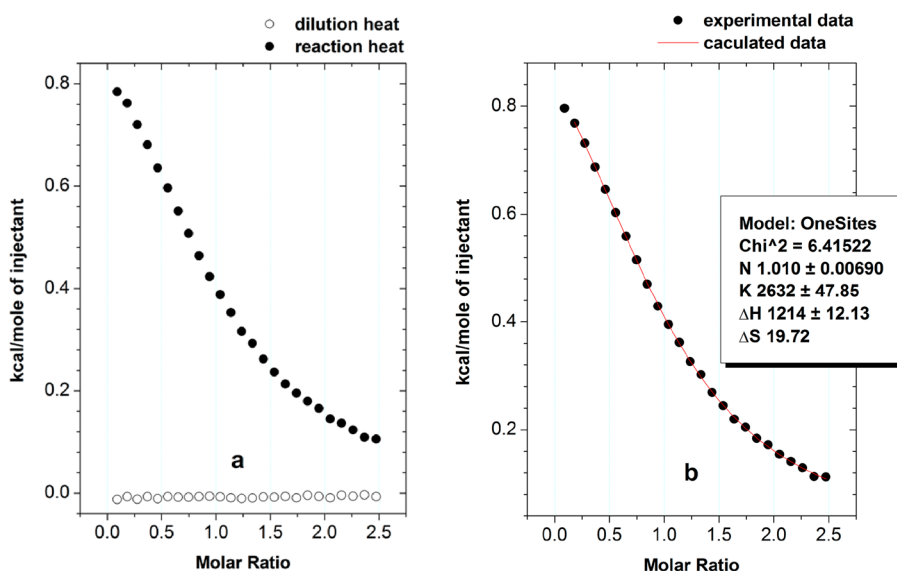 dilution heat
reaction heat
kcal/mole of injectant
0.8
0.6
0.4
0.2
0.0
a
0.0 0.5 1.0 1.5 2.0 2.5
Molar Ratio
experimental data
caculated data
kcal/mole of injectant
0.8
0.4
0.2
Model: OneSites
Chi^2 = 6.41522
N 1.010 ± 0.00690
K 2632 ± 47.85
ΔH 1214 ± 12.13
ΔS 19.72
b
0.0 0.5 1.0 1.5 2.0 2.5
Molar Ratio